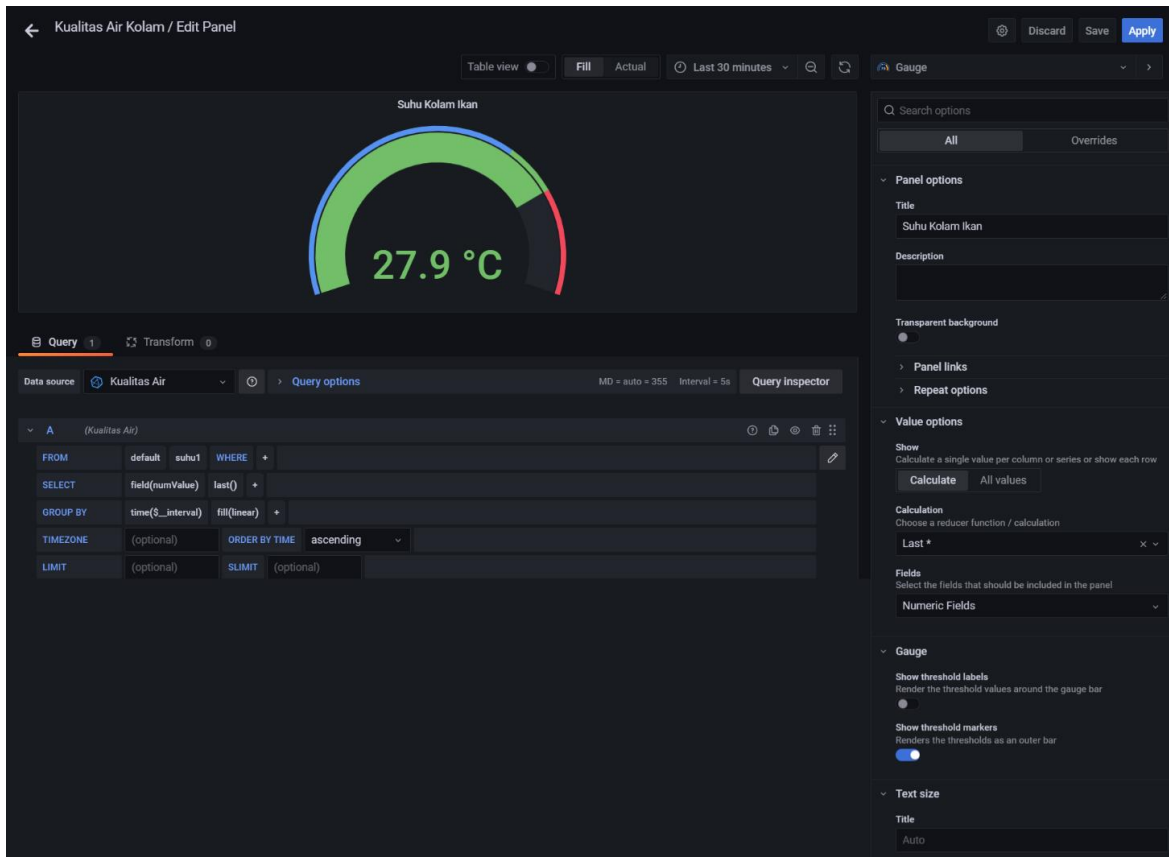 Kualitas Air Kolam / Edit Panel
Discard Save Apply
Table view Fill Actual Last 30 minutes
Gauge
Suhu Kolam Ikan
27.9 °C
Query 1 Transform 0
Data source Kualitas Air Query options MD = auto = 355 Interval = 5s Query inspector
A (Kualitas Air)
FROM default suhu1 WHERE +
SELECT field(numValue) last() +
GROUP BY time($__interval) fill(linear) +
TIMEZONE (optional) ORDER BY TIME ascending
LIMIT (optional) SLIMIT (optional)
Search options
All Overrides
Panel options
Title
Suhu Kolam Ikan
Description
Transparent background
Panel links
Repeat options
Value options
Show
Calculate a single value per column or series or show each row
Calculate All values
Calculation
Choose a reducer function / calculation
Last *
Fields
Select the fields that should be included in the panel
Numeric Fields
Gauge
Show threshold labels
Render the threshold values around the gauge bar
Show threshold markers
Renders the thresholds as an outer bar
Text size
Title
Auto